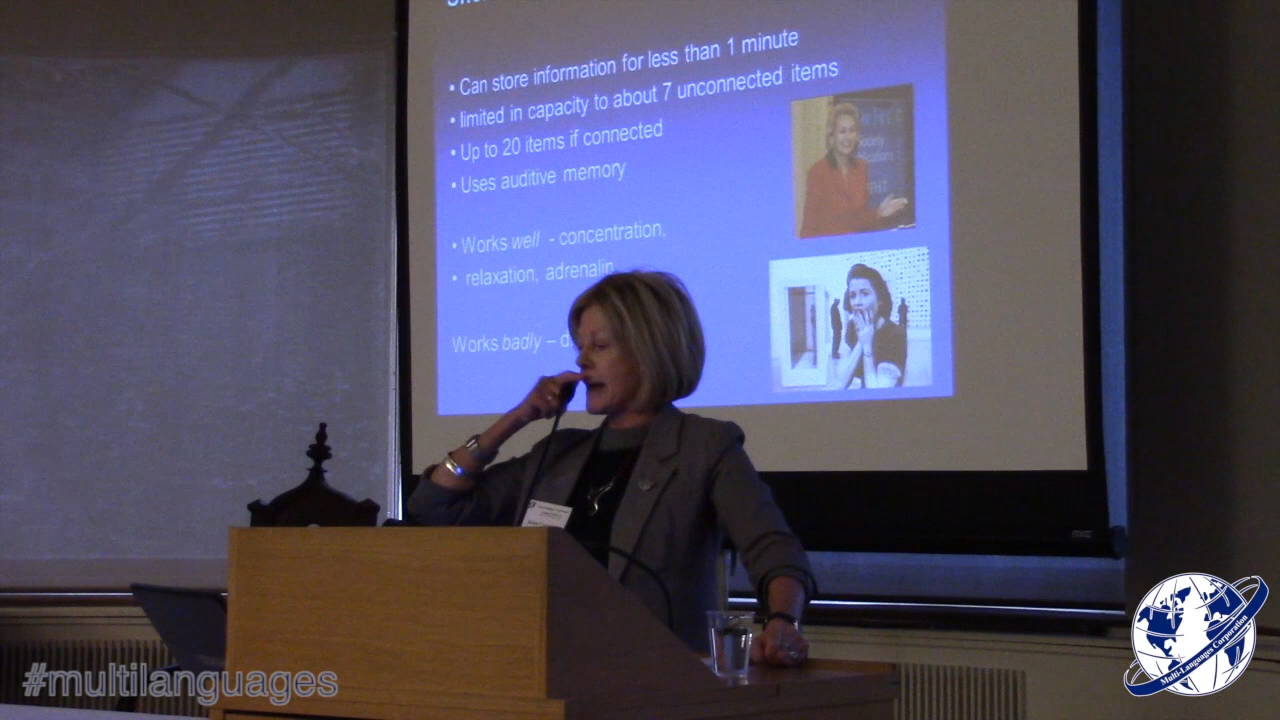 • Can store information for less than 1 minute
• limited in capacity to about 7 unconnected items
• Up to 20 items if connected
• Uses auditive memory
• Works well - concentration,
• relaxation, adrenalin
Works badly –
#multilanguages
Multi-Languages Corporation